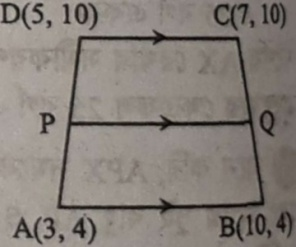 D(5, 10) C(7, 10)
P Q
A(3, 4) B(10, 4)